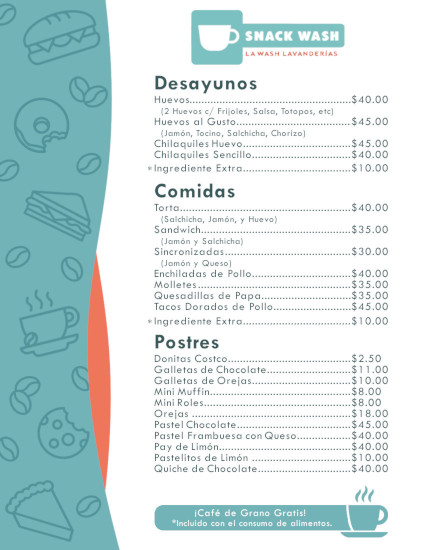 SNACK WASH
LA WASH LAVANDERÍAS
Desayunos
Huevos.....................................$40.00
(2 Huevos c/ Frijoles, Salsa, Totopos, etc)
Huevos al Gusto.............................$45.00
(Jamón, Tocino, Salchicha, Chorizo)
Chilaquiles Huevo...........................$45.00
Chilaquiles Sencillo........................$40.00
*Ingrediente Extra..........................$10.00
Comidas
Torta.......................................$40.00
(Salchicha, Jamón, y Huevo)
Sandwich....................................$35.00
(Jamón y Salchicha)
Sincronizadas...............................$30.00
(Jamón y Queso)
Enchiladas de Pollo.........................$40.00
Molletes....................................$35.00
Quesadillas de Papa.........................$35.00
Tacos Dorados de Pollo......................$45.00
*Ingrediente Extra..........................$10.00
Postres
Donitas Costco..............................$2.50
Galletas de Chocolate.......................$11.00
Galletas de Orejas..........................$10.00
Mini Muffin.................................$8.00
Mini Roles..................................$8.00
Orejas .....................................$18.00
Pastel Chocolate............................$45.00
Pastel Frambuesa con Queso..................$40.00
Pay de Limón................................$40.00
Pastelitos de Limón ........................$10.00
Quiche de Chocolate.........................$40.00
¡Café de Grano Gratis!
*Incluido con el consumo de alimentos.